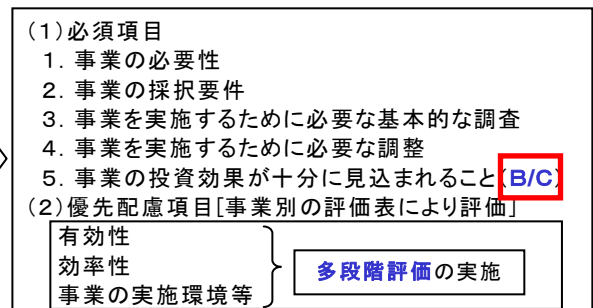 (1)必須項目
1. 事業の必要性
2. 事業の採択要件
3. 事業を実施するために必要な基本的な調査
4. 事業を実施するために必要な調整
5. 事業の投資効果が十分に見込まれること(B/C)
(2)優先配慮項目[事業別の評価表により評価]
有効性
効率性
事業の実施環境等
多段階評価の実施